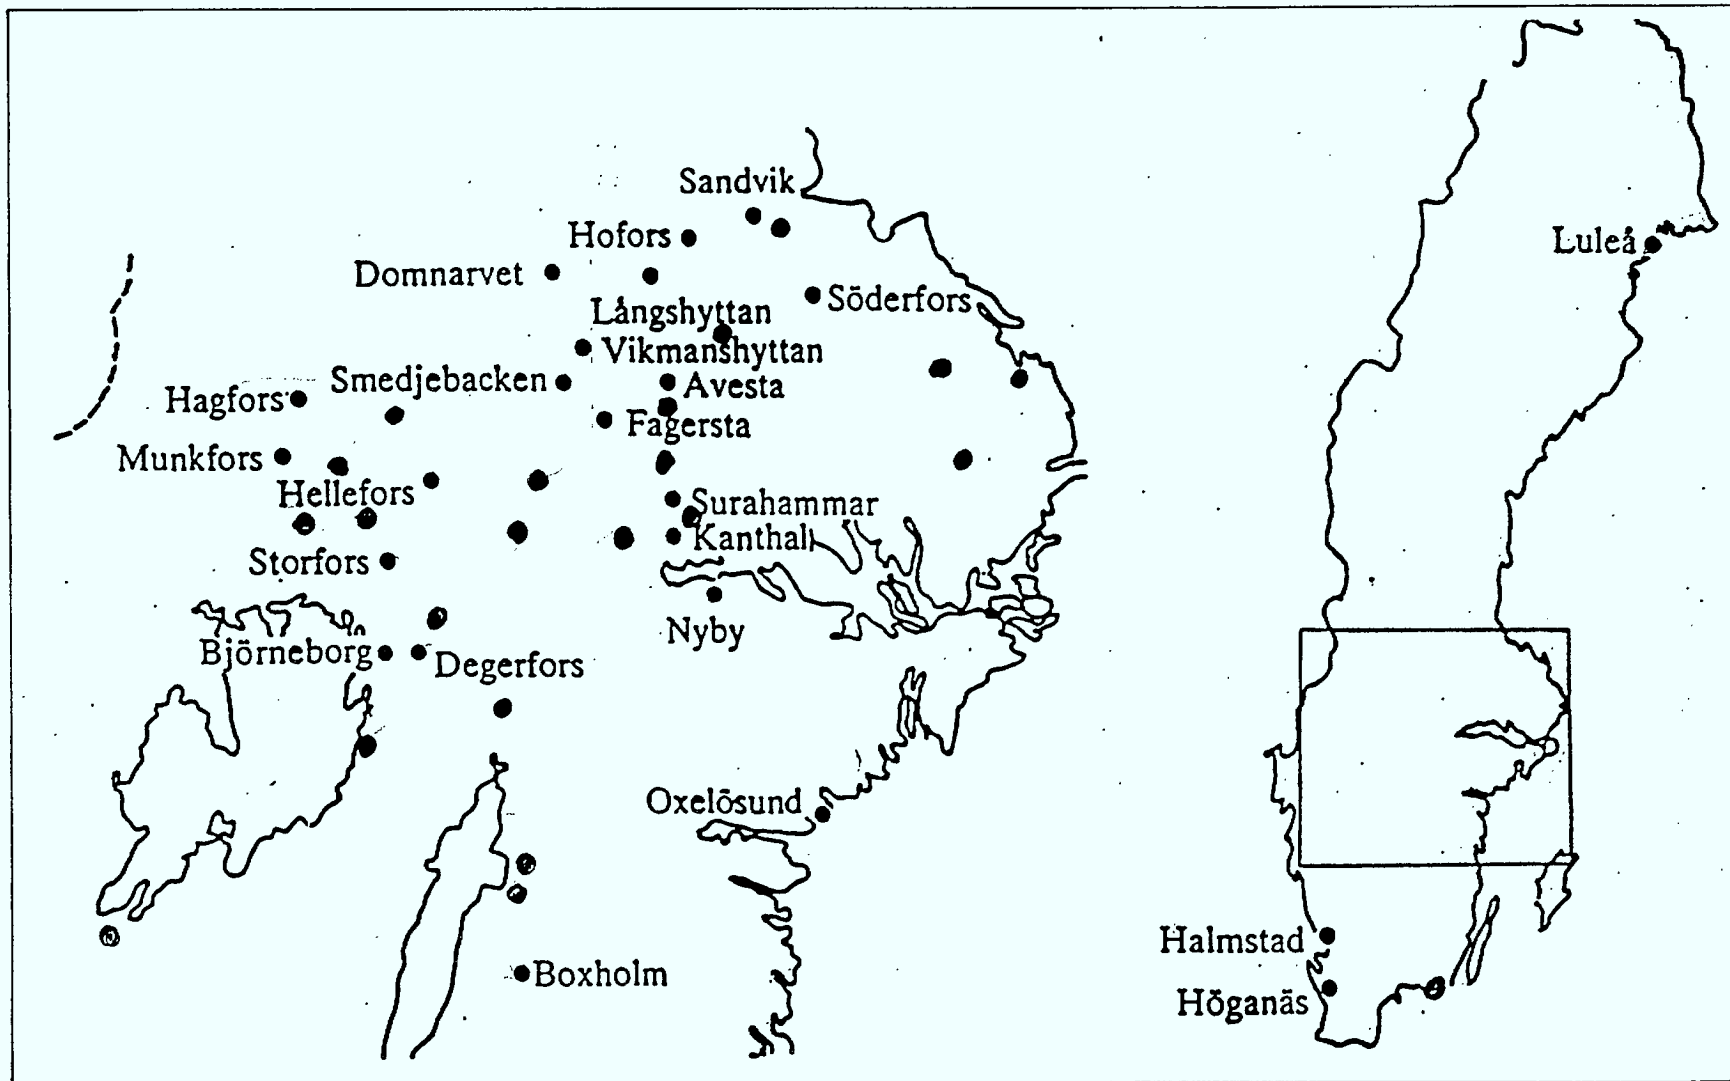 Sandvik
Hofors
Domnarvet
Söderfors
Långshyttan
Vikmanshyttan
Smedjebacken
Avesta
Hagfors
Fagersta
Munkfors
Hellefors
Surahammar
Kanthal
Storfors
Nyby
Björneborg
Degerfors
Oxelösund
Boxholm
Luleå
Halmstad
Höganäs